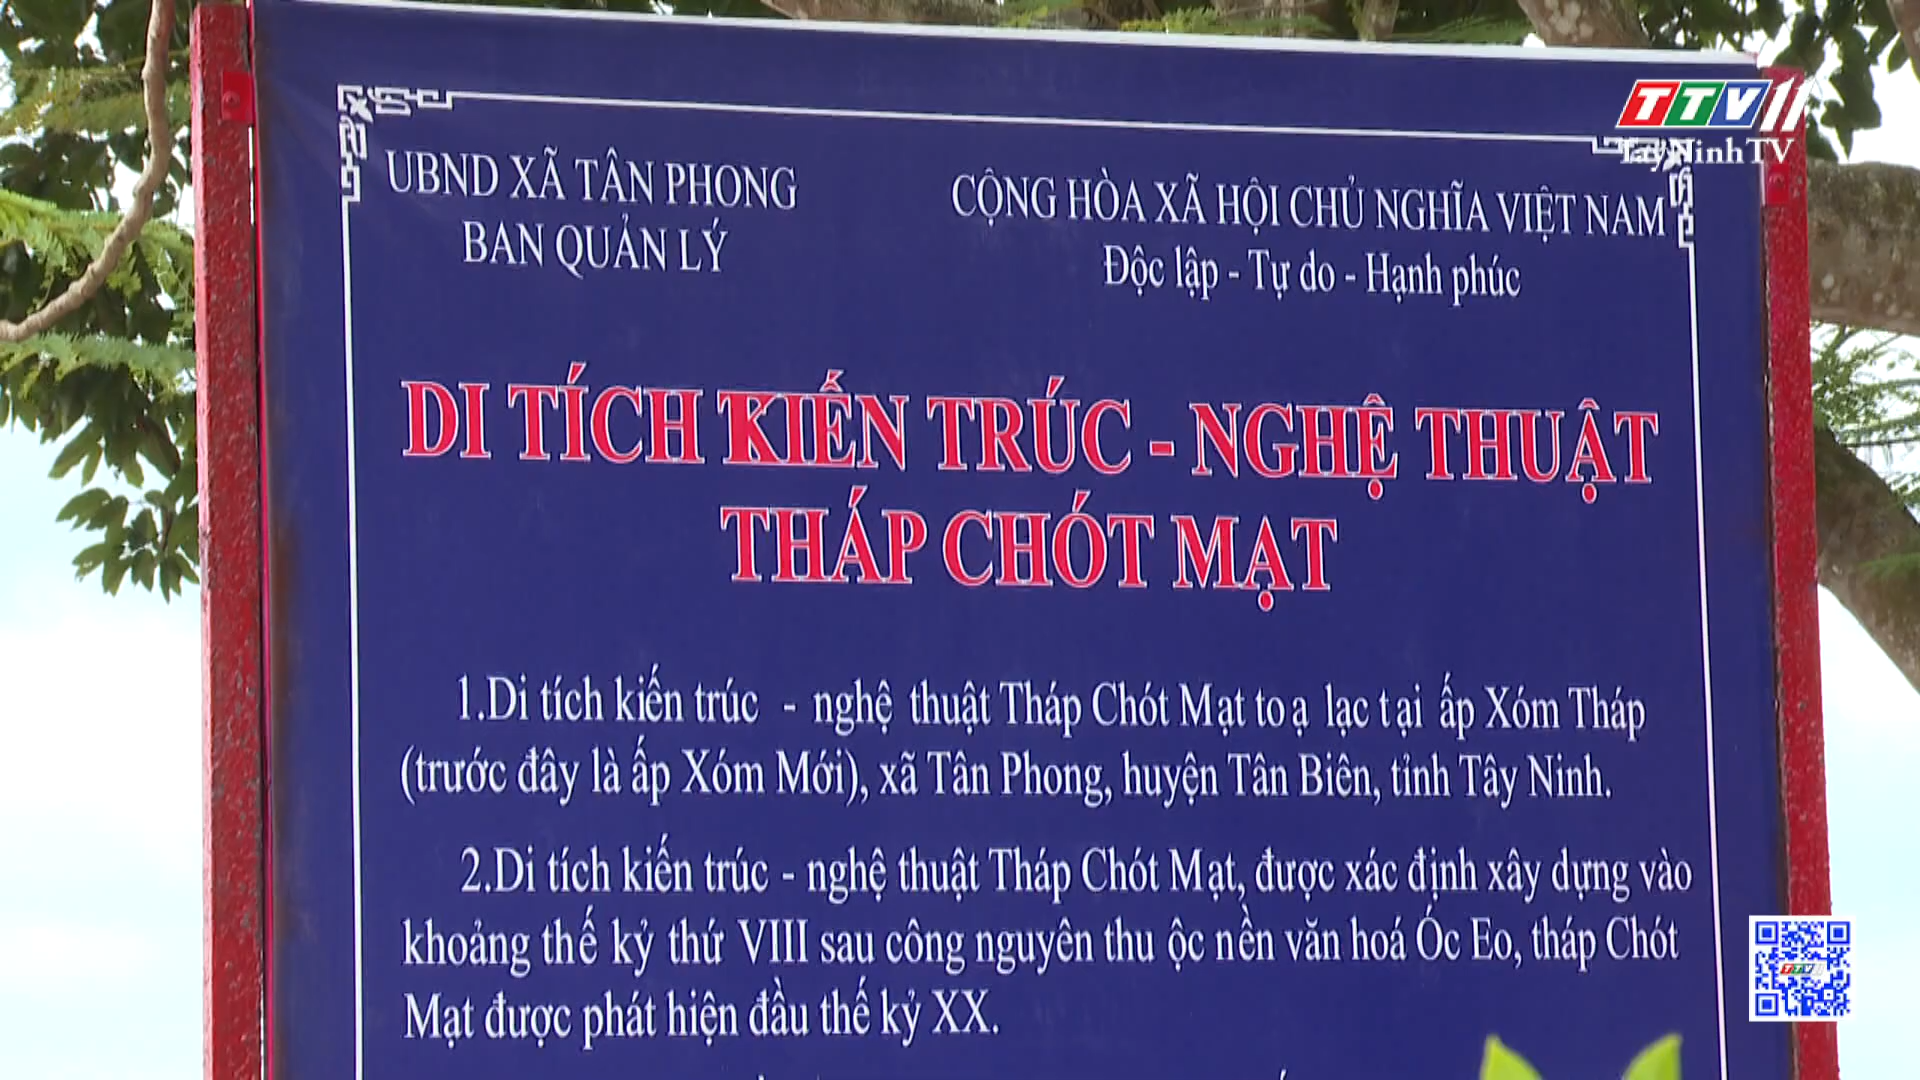 TTV11
TayNinhTV
UBND XÃ TÂN PHONG
BAN QUẢN LÝ
CỘNG HÒA XÃ HỘI CHỦ NGHĨA VIỆT NAM
Độc lập - Tự do - Hạnh phúc
DI TÍCH KIẾN TRÚC - NGHỆ THUẬT
THÁP CHÓT MẠT
1.Di tích kiến trúc - nghệ thuật Tháp Chót Mạt toạ lạc tại ấp Xóm Tháp
(trước đây là ấp Xóm Mới), xã Tân Phong, huyện Tân Biên, tỉnh Tây Ninh.
2.Di tích kiến trúc - nghệ thuật Tháp Chót Mạt, được xác định xây dựng vào
khoảng thế kỷ thứ VIII sau công nguyên thuộc nền văn hoá Óc Eo, tháp Chót
Mạt được phát hiện đầu thế kỷ XX.
TTV11